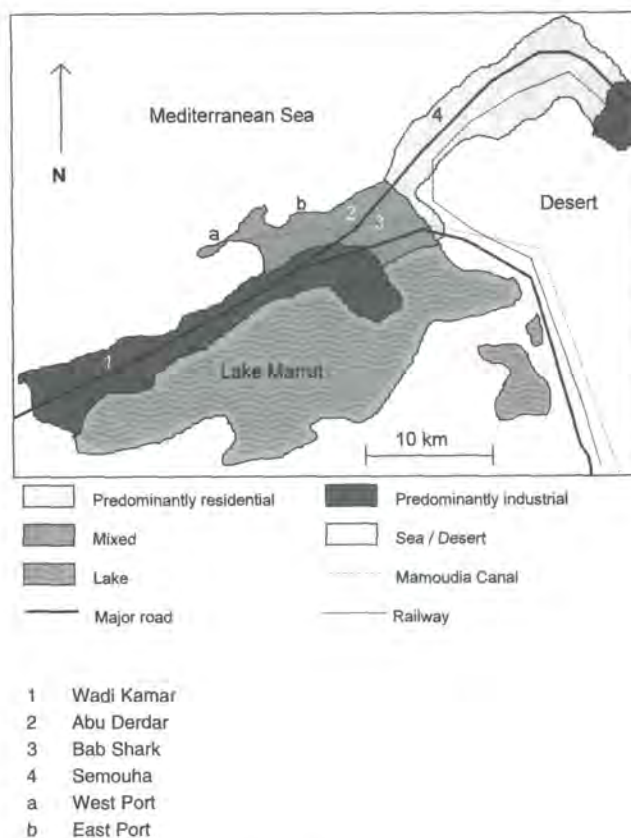 N
Mediterranean Sea
4
Desert
b
2
a
3
1
Lake Marrut
10 km
Predominantly residential
Predominantly industrial
Mixed
Sea / Desert
Lake
Mamoudia Canal
Major road
Railway
1 Wadi Kamar
2 Abu Derdar
3 Bab Shark
4 Semouha
a West Port
b East Port